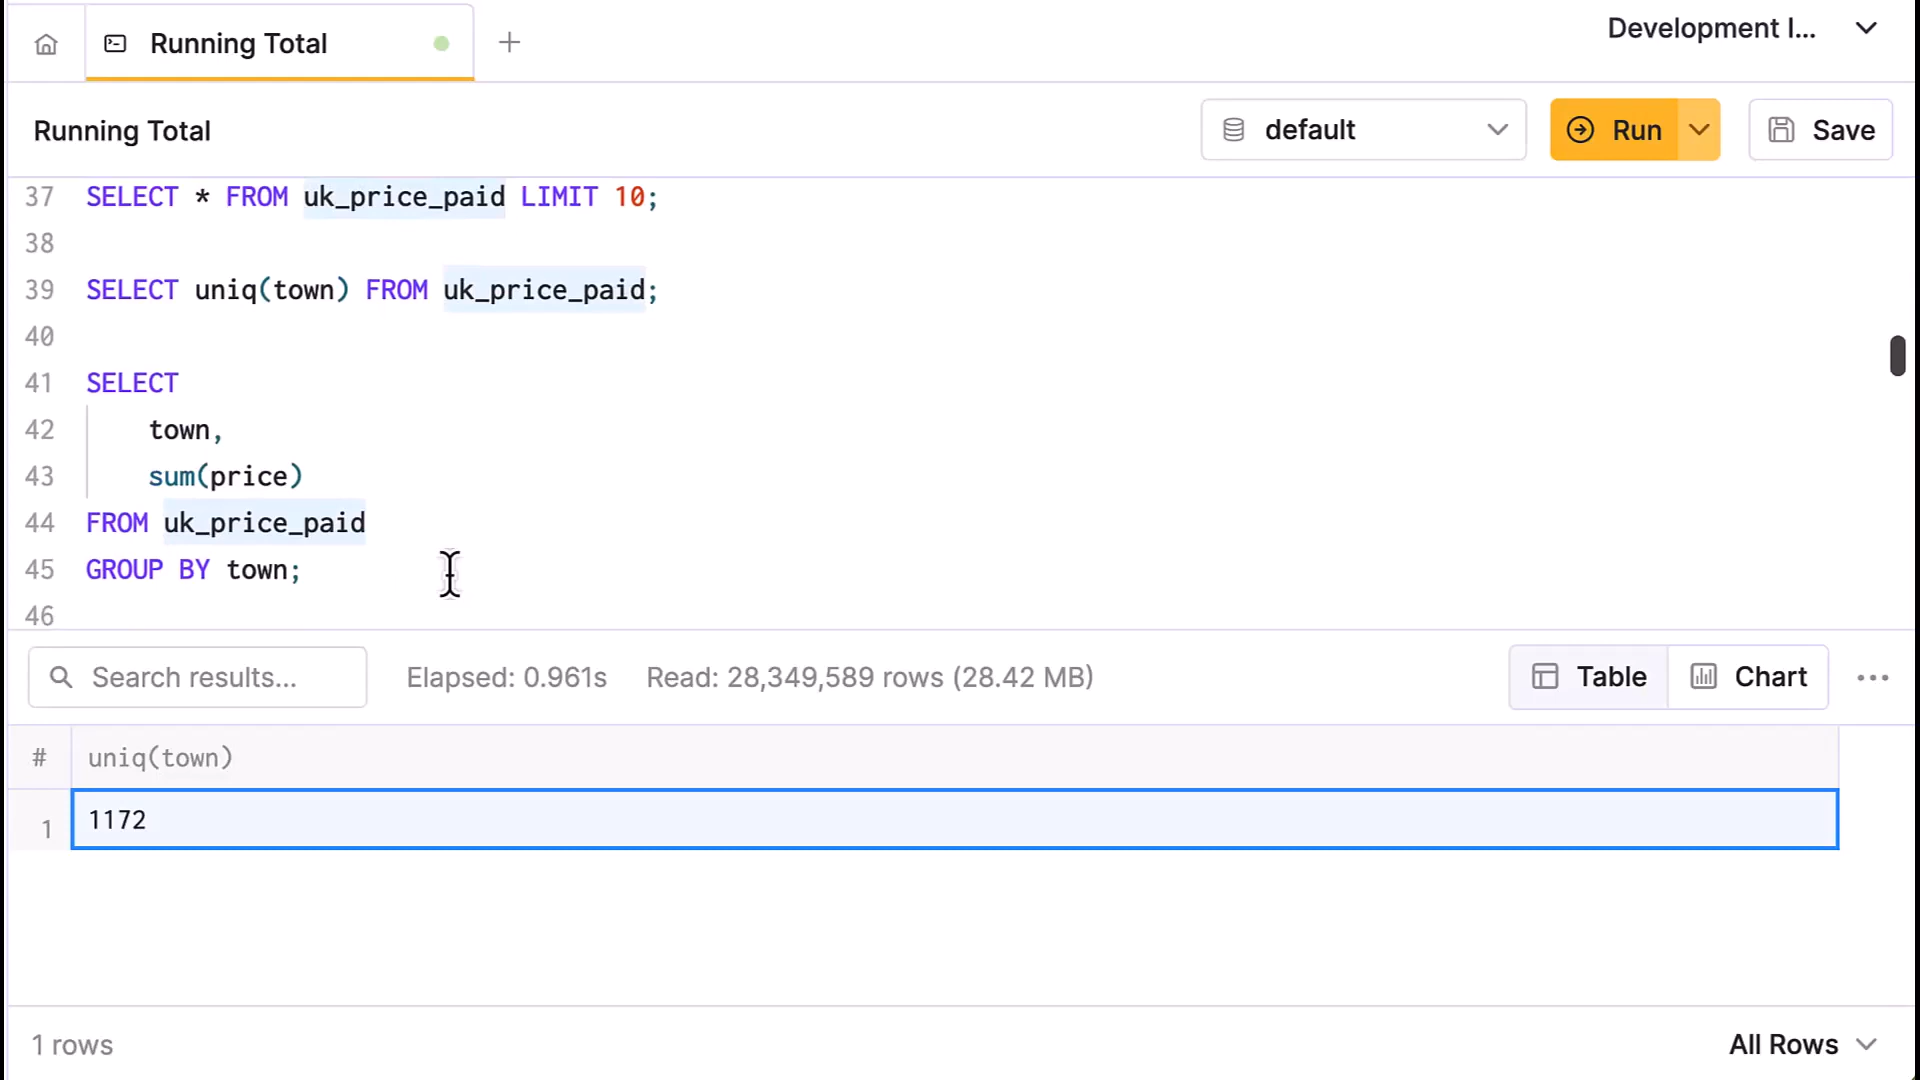 Running Total
Development I...
Running Total
default
Run
Save
37 SELECT * FROM uk_price_paid LIMIT 10;
38
39 SELECT uniq(town) FROM uk_price_paid;
40
41 SELECT
42 town,
43 sum(price)
44 FROM uk_price_paid
45 GROUP BY town;
46
Search results...
Elapsed: 0.961s
Read: 28,349,589 rows (28.42 MB)
Table
Chart
# uniq(town)
1 1172
1 rows
All Rows